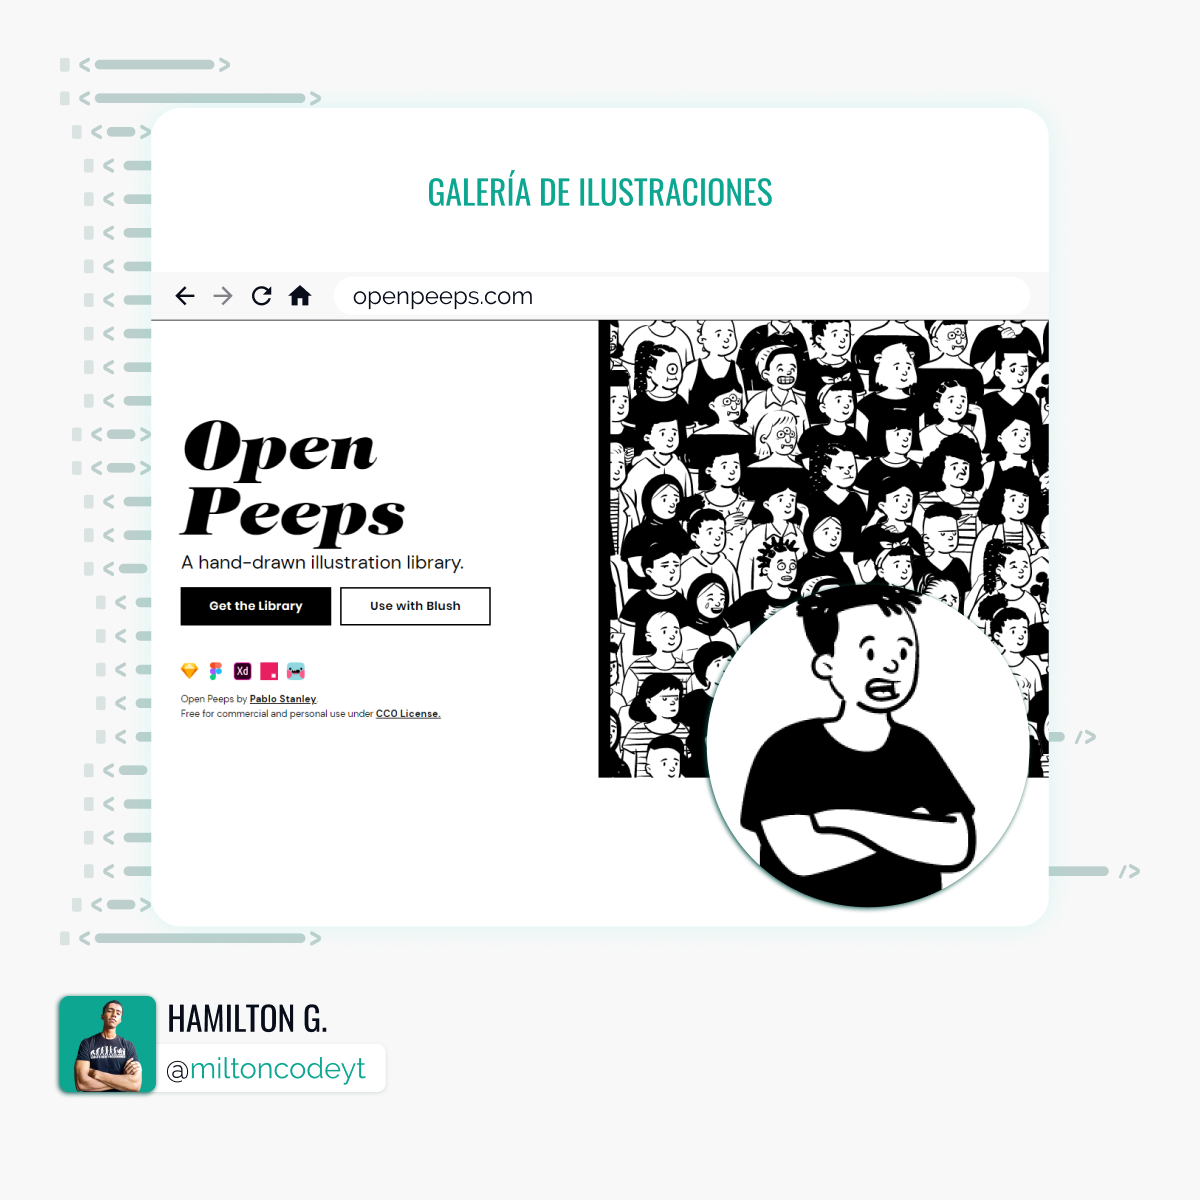 GALERÍA DE ILUSTRACIONES
openpeeps.com
Open
Peeps
A hand-drawn illustration library.
Get the Library
Use with Blush
Xd
Open Peeps by Pablo Stanley
Free for commercial and personal use under CC0 License.
HAMILTON G.
@miltoncodeyt